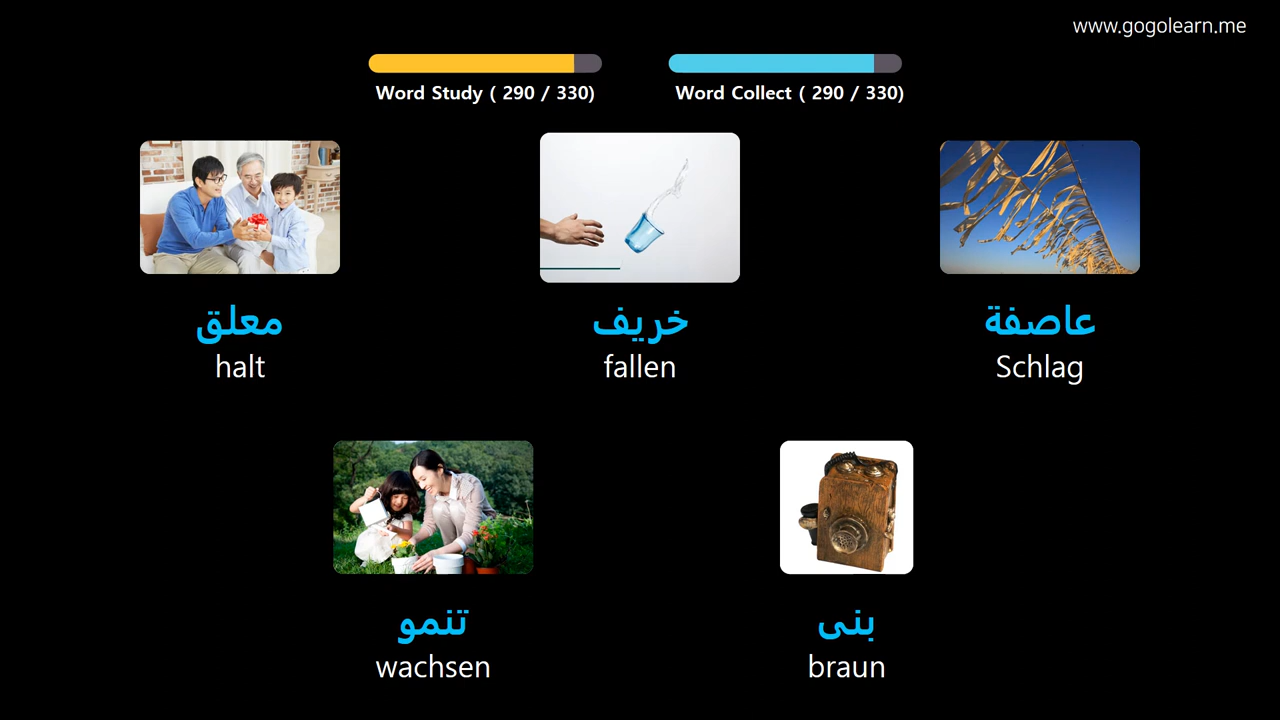 www.gogolearn.me
Word Study ( 290 / 330)
Word Collect ( 290 / 330)
معلق
halt
خريف
fallen
عاصفة
Schlag
تنمو
wachsen
بنى
braun